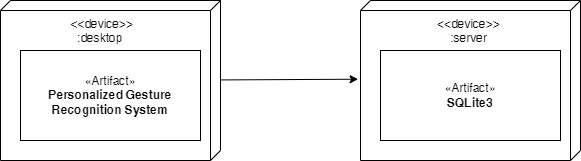 <<device>>
:desktop
«Artifact»
Personalized Gesture
Recognition System
<<device>>
:server
«Artifact»
SQLite3